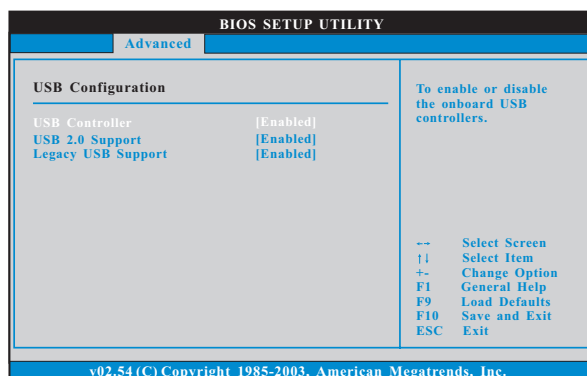 BIOS SETUP UTILITY
Advanced
USB Configuration
USB Controller [Enabled]
USB 2.0 Support [Enabled]
Legacy USB Support [Enabled]
To enable or disable
the onboard USB
controllers.
←→ Select Screen
↑↓ Select Item
+- Change Option
F1 General Help
F9 Load Defaults
F10 Save and Exit
ESC Exit
v02.54 (C) Copyright 1985-2003, American Megatrends, Inc.